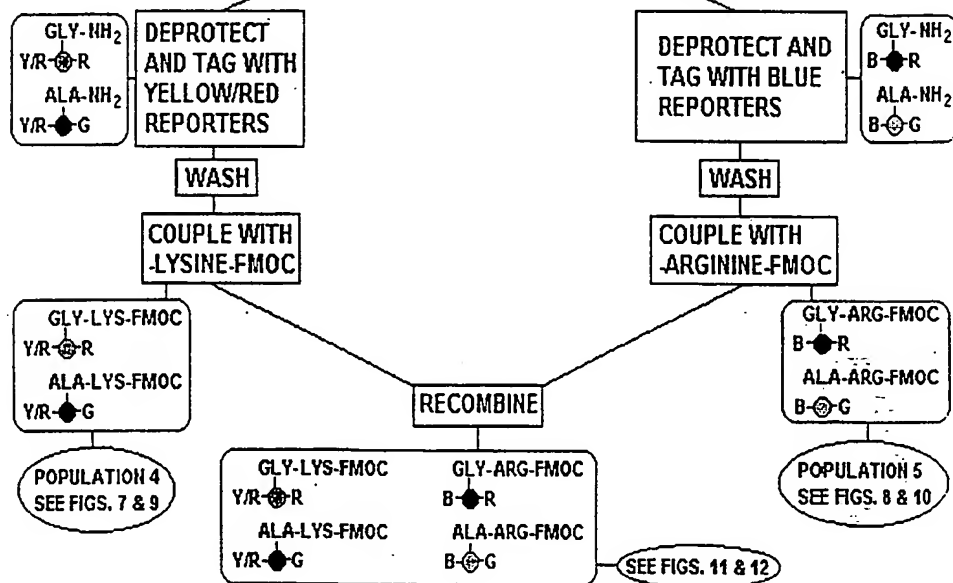 GLY-NH2
Y/R R
ALA-NH2
Y/R G
DEPROTECT
AND TAG WITH
YELLOW/RED
REPORTERS
DEPROTECT AND
TAG WITH BLUE
REPORTERS
GLY-NH2
B R
ALA-NH2
B G
WASH
WASH
COUPLE WITH
-LYSINE-FMOC
COUPLE WITH
-ARGININE-FMOC
GLY-LYS-FMOC
Y/R R
ALA-LYS-FMOC
Y/R G
GLY-ARG-FMOC
B R
ALA-ARG-FMOC
B G
RECOMBINE
POPULATION 4
SEE FIGS. 7 & 9
GLY-LYS-FMOC
Y/R R
ALA-LYS-FMOC
Y/R G
GLY-ARG-FMOC
B R
ALA-ARG-FMOC
B G
POPULATION 5
SEE FIGS. 8 & 10
SEE FIGS. 11 & 12